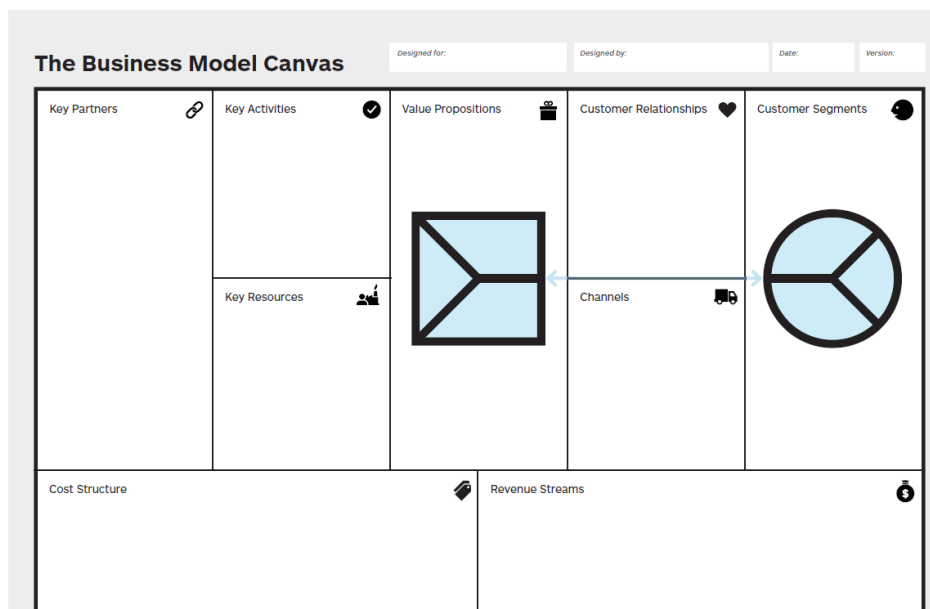 The Business Model Canvas
Designed for:
Designed by:
Date:
Version:
Key Partners
Key Activities
Value Propositions
Customer Relationships
Customer Segments
Key Resources
Channels
Cost Structure
Revenue Streams
$